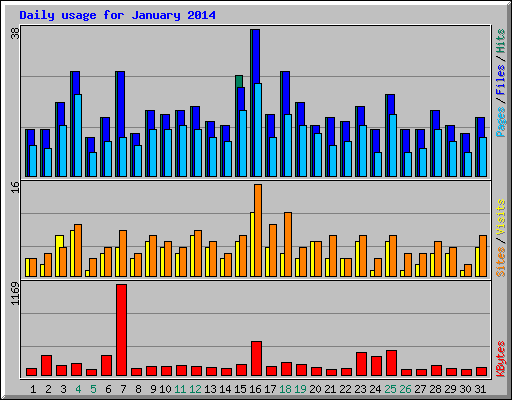 Daily usage for January 2014
38
Pages / Files / Hits
16
Sites / Visits
1169
KBytes
1 2 3 4 5 6 7 8 9 10 11 12 13 14 15 16 17 18 19 20 21 22 23 24 25 26 27 28 29 30 31